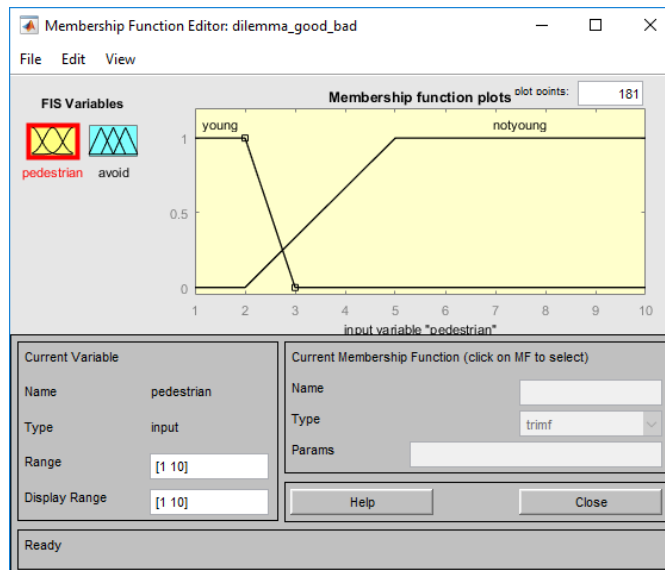 Membership Function Editor: dilemma_good_bad
File Edit View
FIS Variables
pedestrian avoid
Membership function plots plot points: 181
young notyoung
1
0.5
0
1 2 3 4 5 6 7 8 9 10
input variable "pedestrian"
Current Variable
Name pedestrian
Type input
Range [1 10]
Display Range [1 10]
Current Membership Function (click on MF to select)
Name
Type trimf
Params
Help Close
Ready